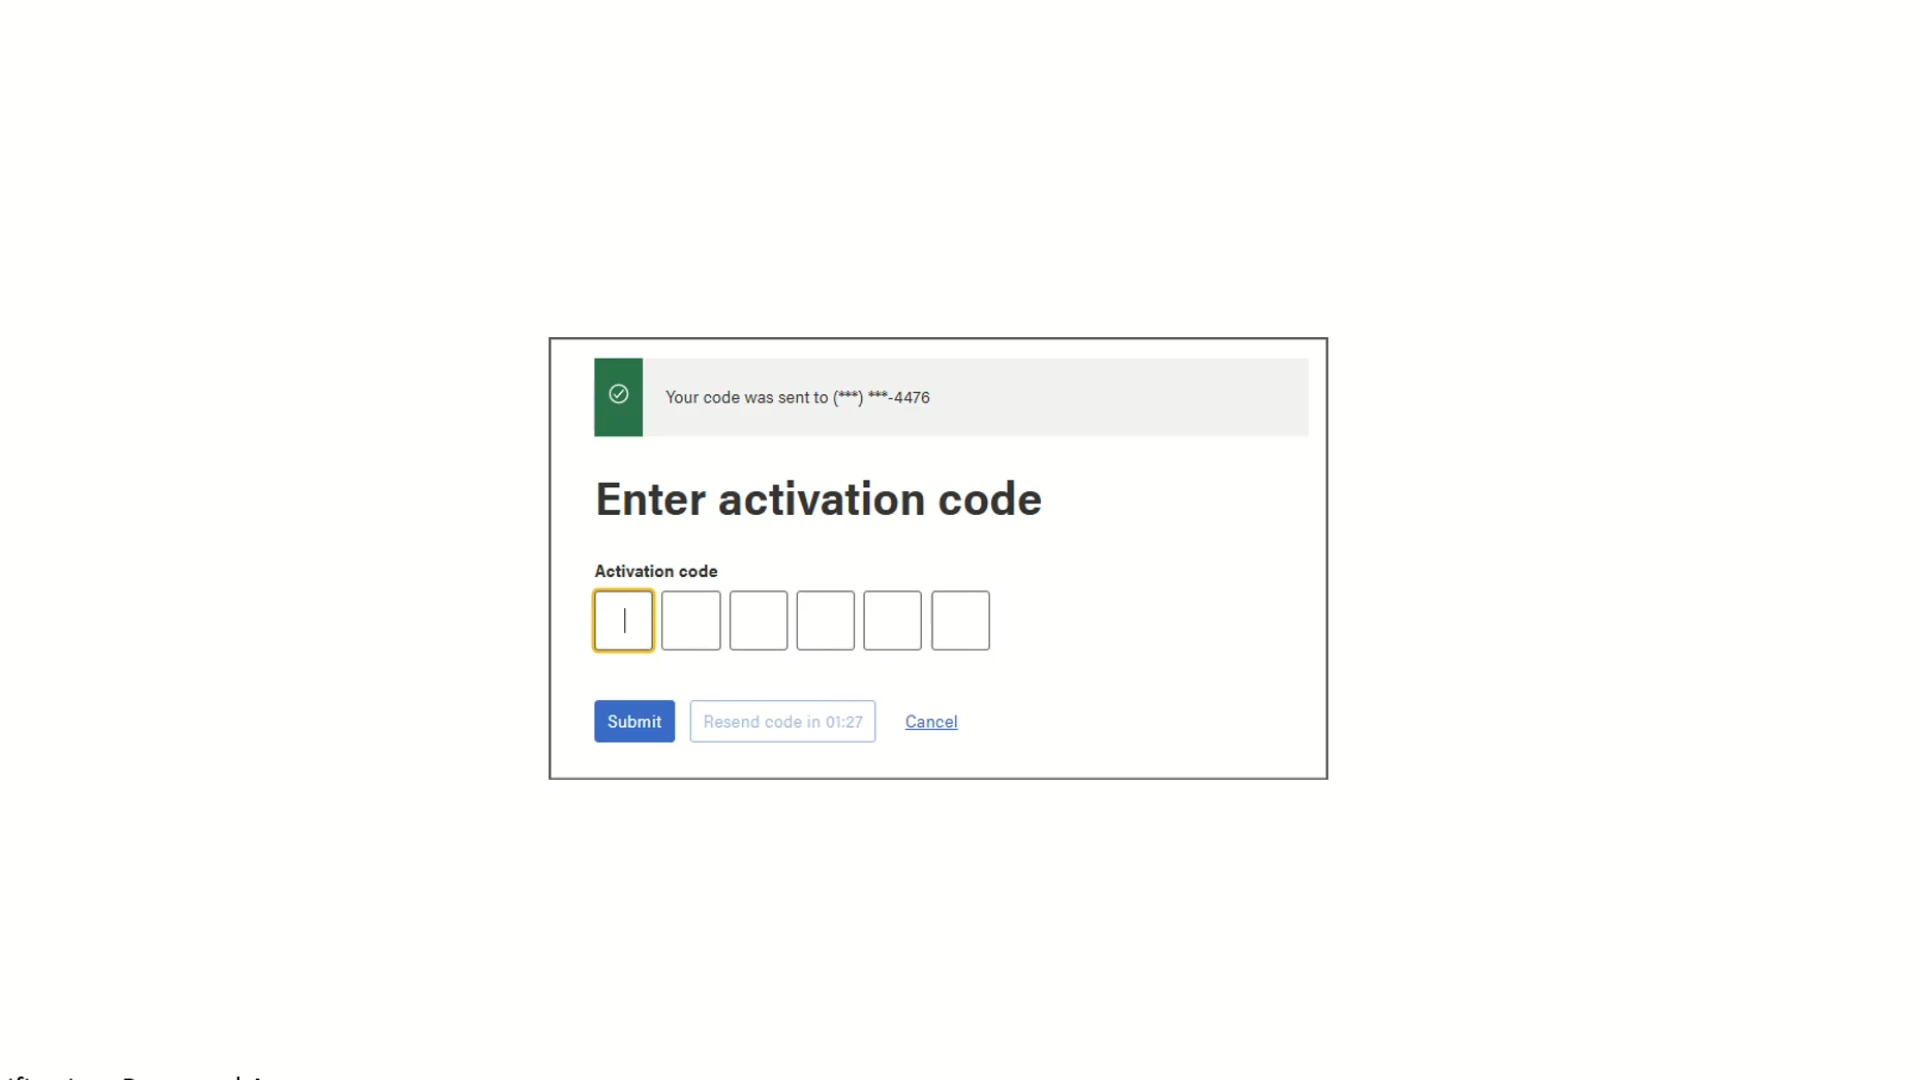 Your code was sent to (***) ***-4476
Enter activation code
Activation code
Submit
Resend code in 01:27
Cancel